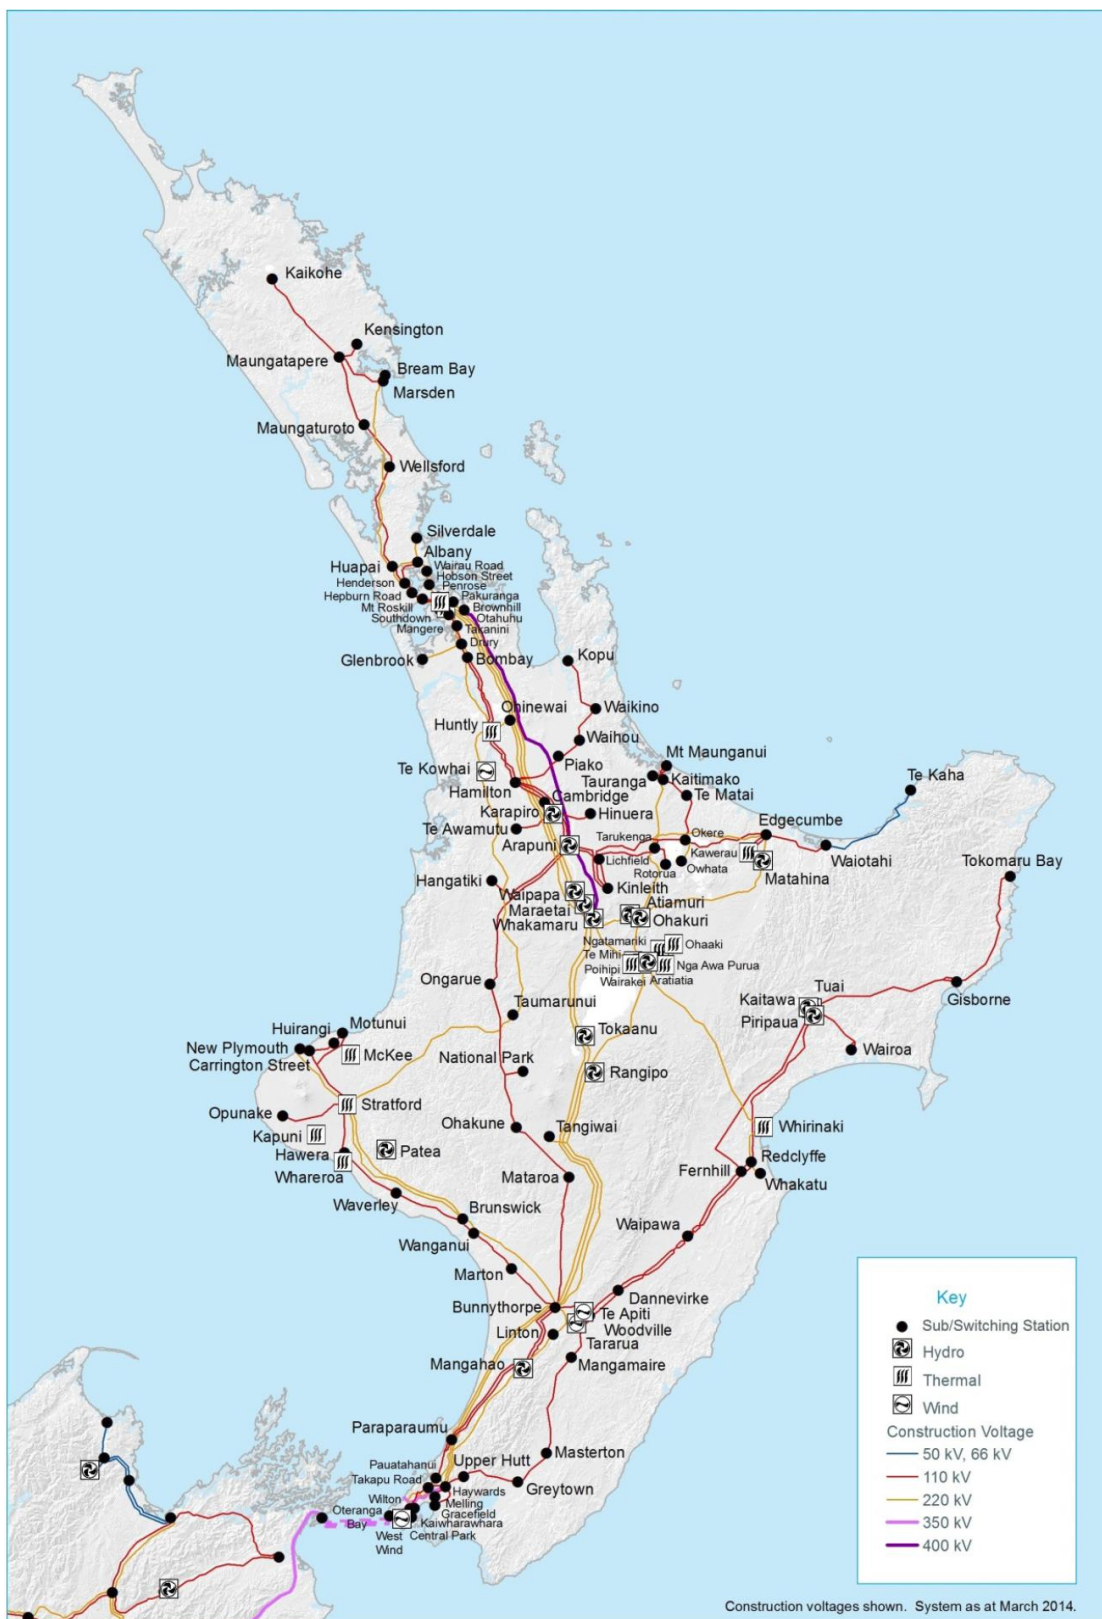 Kaikohe
Kensington
Maungatapere
Bream Bay
Marsden
Maungaturoto
Wellsford
Silverdale
Albany
Huapai
Wairau Road
Hobson Street
Henderson
Penrose
Hepburn Road
Pakuranga
Mt Roskill
Brownhill
Southdown
Otahuhu
Mangere
Takanini
Drury
Glenbrook
Bombay
Kopu
Ohinewai
Waikino
Huntly
Waihou
Mt Maunganui
Piako
Te Kowhai
Tauranga
Kaitimako
Te Kaha
Hamilton
Te Matai
Cambridge
Karapiro
Hinuera
Edgecumbe
Te Awamutu
Tarukenga
Okere
Arapuni
Kawerau
Waiotahi
Lichfield
Tokomaru Bay
Rotorua
Owhata
Matahina
Hangatiki
Kinleith
Waipapa
Atiamuri
Maraetai
Ohakuri
Whakamaru
Ngatamariki
Ohaaki
Te Mihi
Poihipi
Nga Awa Purua
Wairakei
Aratiatia
Ongarue
Tuai
Kaitawa
Gisborne
Taumarunui
Piripaua
Motunui
Huirangi
Tokaanu
New Plymouth
McKee
National Park
Wairoa
Carrington Street
Rangipo
Stratford
Opunake
Ohakune
Tangiwai
Whirinaki
Kapuni
Patea
Hawera
Redclyffe
Whareroa
Mataroa
Fernhill
Whakatu
Waverley
Brunswick
Waipawa
Wanganui
Marton
Dannevirke
Bunnythorpe
Te Apiti
Linton
Woodville
Tararua
Mangahao
Mangamaire
Paraparaumu
Masterton
Pauatahanui
Upper Hutt
Takapu Road
Greytown
Haywards
Wilton
Melling
Oteranga
Bay
Gracefield
Kaiwharawhara
West
Wind
Central Park
Key
Sub/Switching Station
Hydro
Thermal
Wind
Construction Voltage
50 kV, 66 kV
110 kV
220 kV
350 kV
400 kV
Construction voltages shown. System as at March 2014.